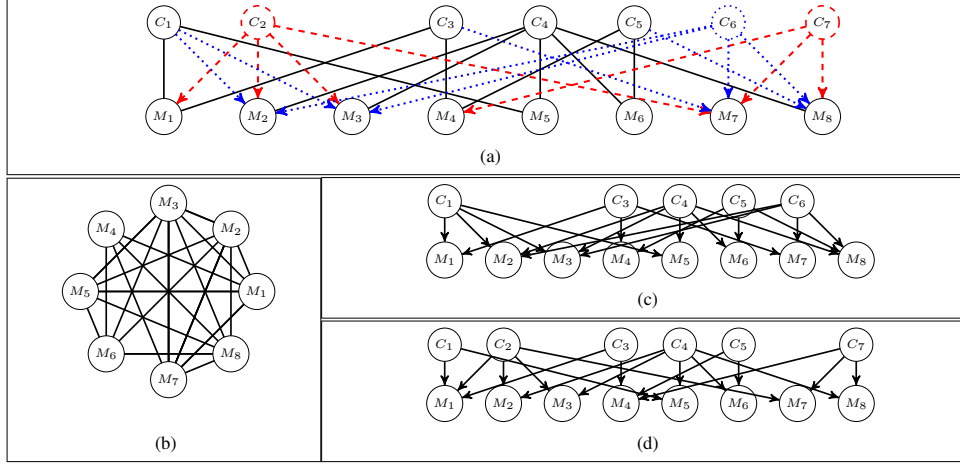 C1 C2 C3 C4 C5 C6 C7
M1 M2 M3 M4 M5 M6 M7 M8
(a)
M3
M4 M2
M5 M1
M6 M8
M7
(b)
C1 C3 C4 C5 C6
M1 M2 M3 M4 M5 M6 M7 M8
(c)
C1 C2 C3 C4 C5 C7
M1 M2 M3 M4 M5 M6 M7 M8
(d)